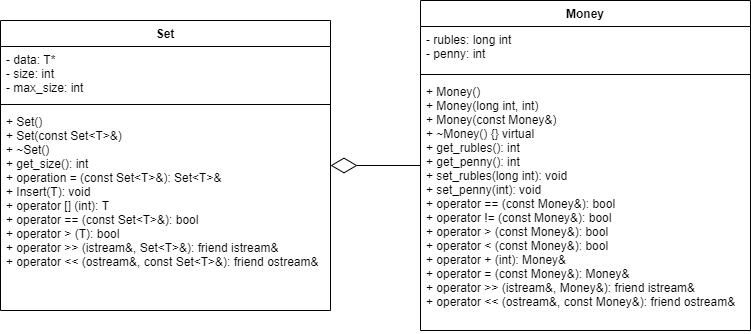 Set
- data: T*
- size: int
- max_size: int
+ Set()
+ Set(const Set<T>&)
+ ~Set()
+ get_size(): int
+ operation = (const Set<T>&): Set<T>&
+ Insert(T): void
+ operator [] (int): T
+ operator == (const Set<T>&): bool
+ operator > (T): bool
+ operator >> (istream&, Set<T>&): friend istream&
+ operator << (ostream&, const Set<T>&): friend ostream&
Money
- rubles: long int
- penny: int
+ Money()
+ Money(long int, int)
+ Money(const Money&)
+ ~Money() {} virtual
+ get_rubles(): int
+ get_penny(): int
+ set_rubles(long int): void
+ set_penny(int): void
+ operator == (const Money&): bool
+ operator != (const Money&): bool
+ operator > (const Money&): bool
+ operator < (const Money&): bool
+ operator + (int): Money&
+ operator = (const Money&): Money&
+ operator >> (istream&, Money&): friend istream&
+ operator << (ostream&, const Money&): friend ostream&